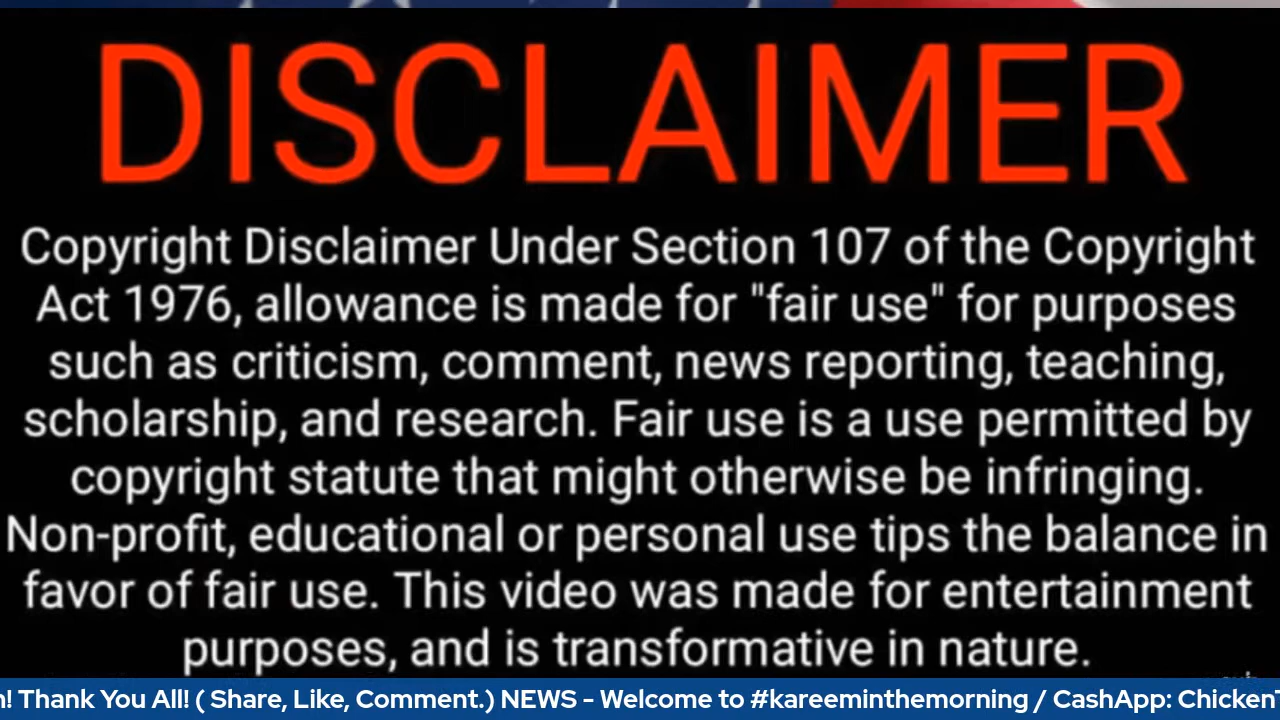 DISCLAIMER
Copyright Disclaimer Under Section 107 of the Copyright
Act 1976, allowance is made for "fair use" for purposes
such as criticism, comment, news reporting, teaching,
scholarship, and research. Fair use is a use permitted by
copyright statute that might otherwise be infringing.
Non-profit, educational or personal use tips the balance in
favor of fair use. This video was made for entertainment
purposes, and is transformative in nature.
! Thank You All! ( Share, Like, Comment.) NEWS - Welcome to #kareeminthemorning / CashApp: Chicken